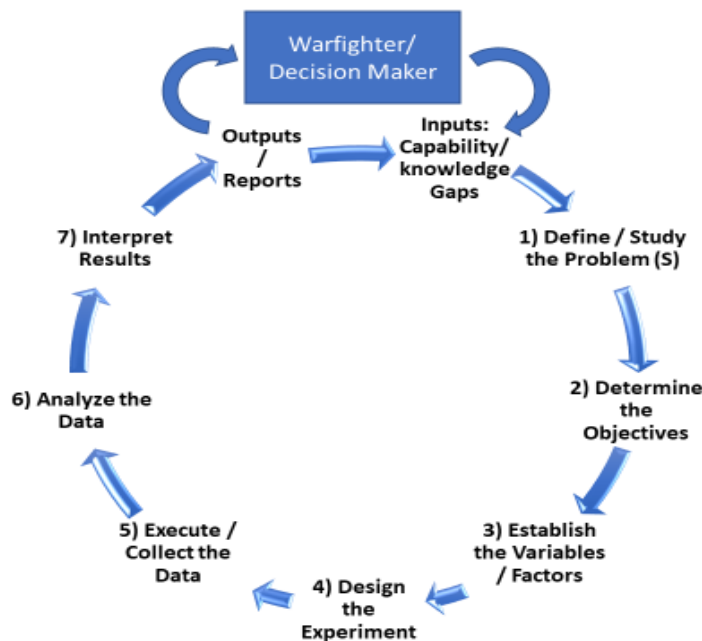 Warfighter/
Decision Maker
Inputs:
Capability/
knowledge
Gaps
1) Define / Study
the Problem (S)
2) Determine
the
Objectives
3) Establish
the Variables
/ Factors
4) Design
the
Experiment
5) Execute /
Collect the
Data
6) Analyze the
Data
7) Interpret
Results
Outputs
/
Reports